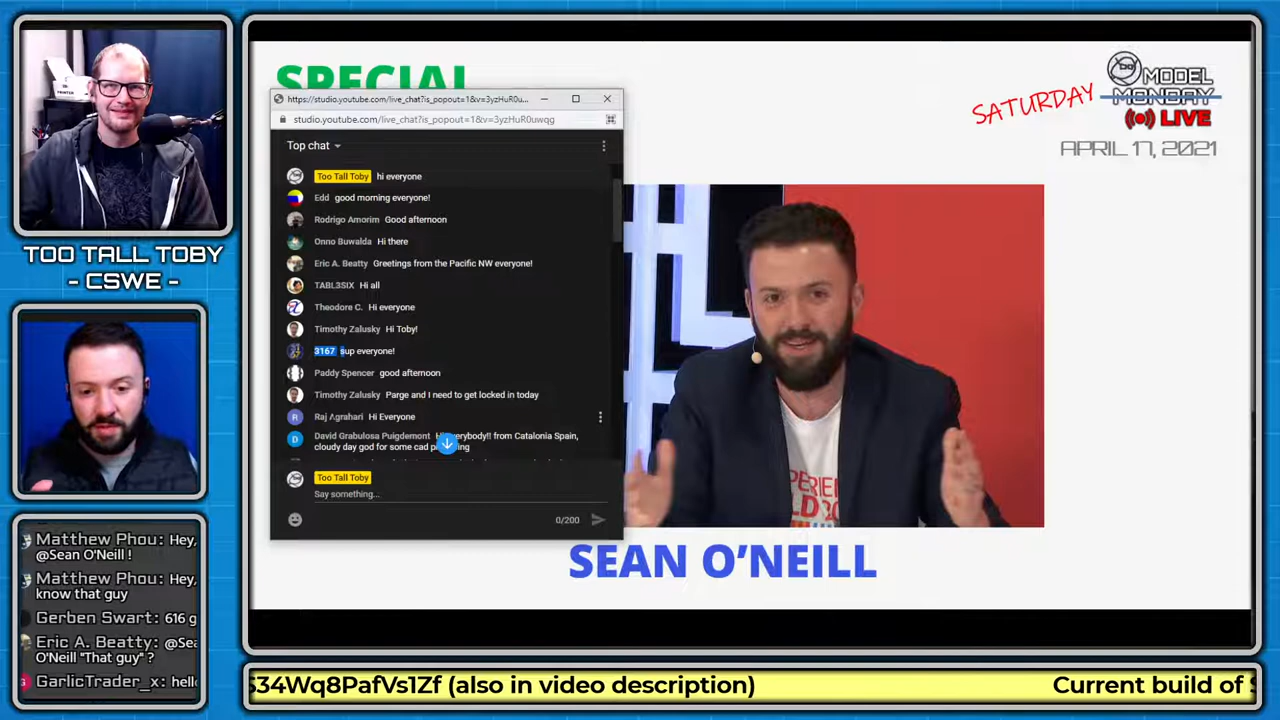 TOO TALL TOBY
- CSWE -
Matthew Phou: Hey,
@Sean O'Neill !
Matthew Phou: Hey,
know that guy
Gerben Swart: 616 g
Eric A. Beatty: @Sea
O'Neill "That guy" ?
GarlicTrader_x: hello
SPECIAL
https://studio.youtube.com/live_chat?is_popout=1&v=3yzHuR0u...
studio.youtube.com/live_chat?is_popout=1&v=3yzHuR0uwqg
Top chat
Too Tall Toby hi everyone
Edd good morning everyone!
Rodrigo Amorim Good afternoon
Onno Buwalda Hi there
Eric A. Beatty Greetings from the Pacific NW everyone!
TABL3SIX Hi all
Theodore C. Hi everyone
Timothy Zalusky Hi Toby!
3167 sup everyone!
Paddy Spencer good afternoon
Timothy Zalusky Parge and I need to get locked in today
Raj Agrahari Hi Everyone
David Grabulosa Puigdemont everybody!! from Catalonia Spain,
cloudy day god for some cad
Too Tall Toby
Say something...
0/200
SATURDAY
MODEL
MONDAY
LIVE
APRIL 17, 2021
SEAN O'NEILL
S34Wq8PafVs1Zf (also in video description)
Current build of